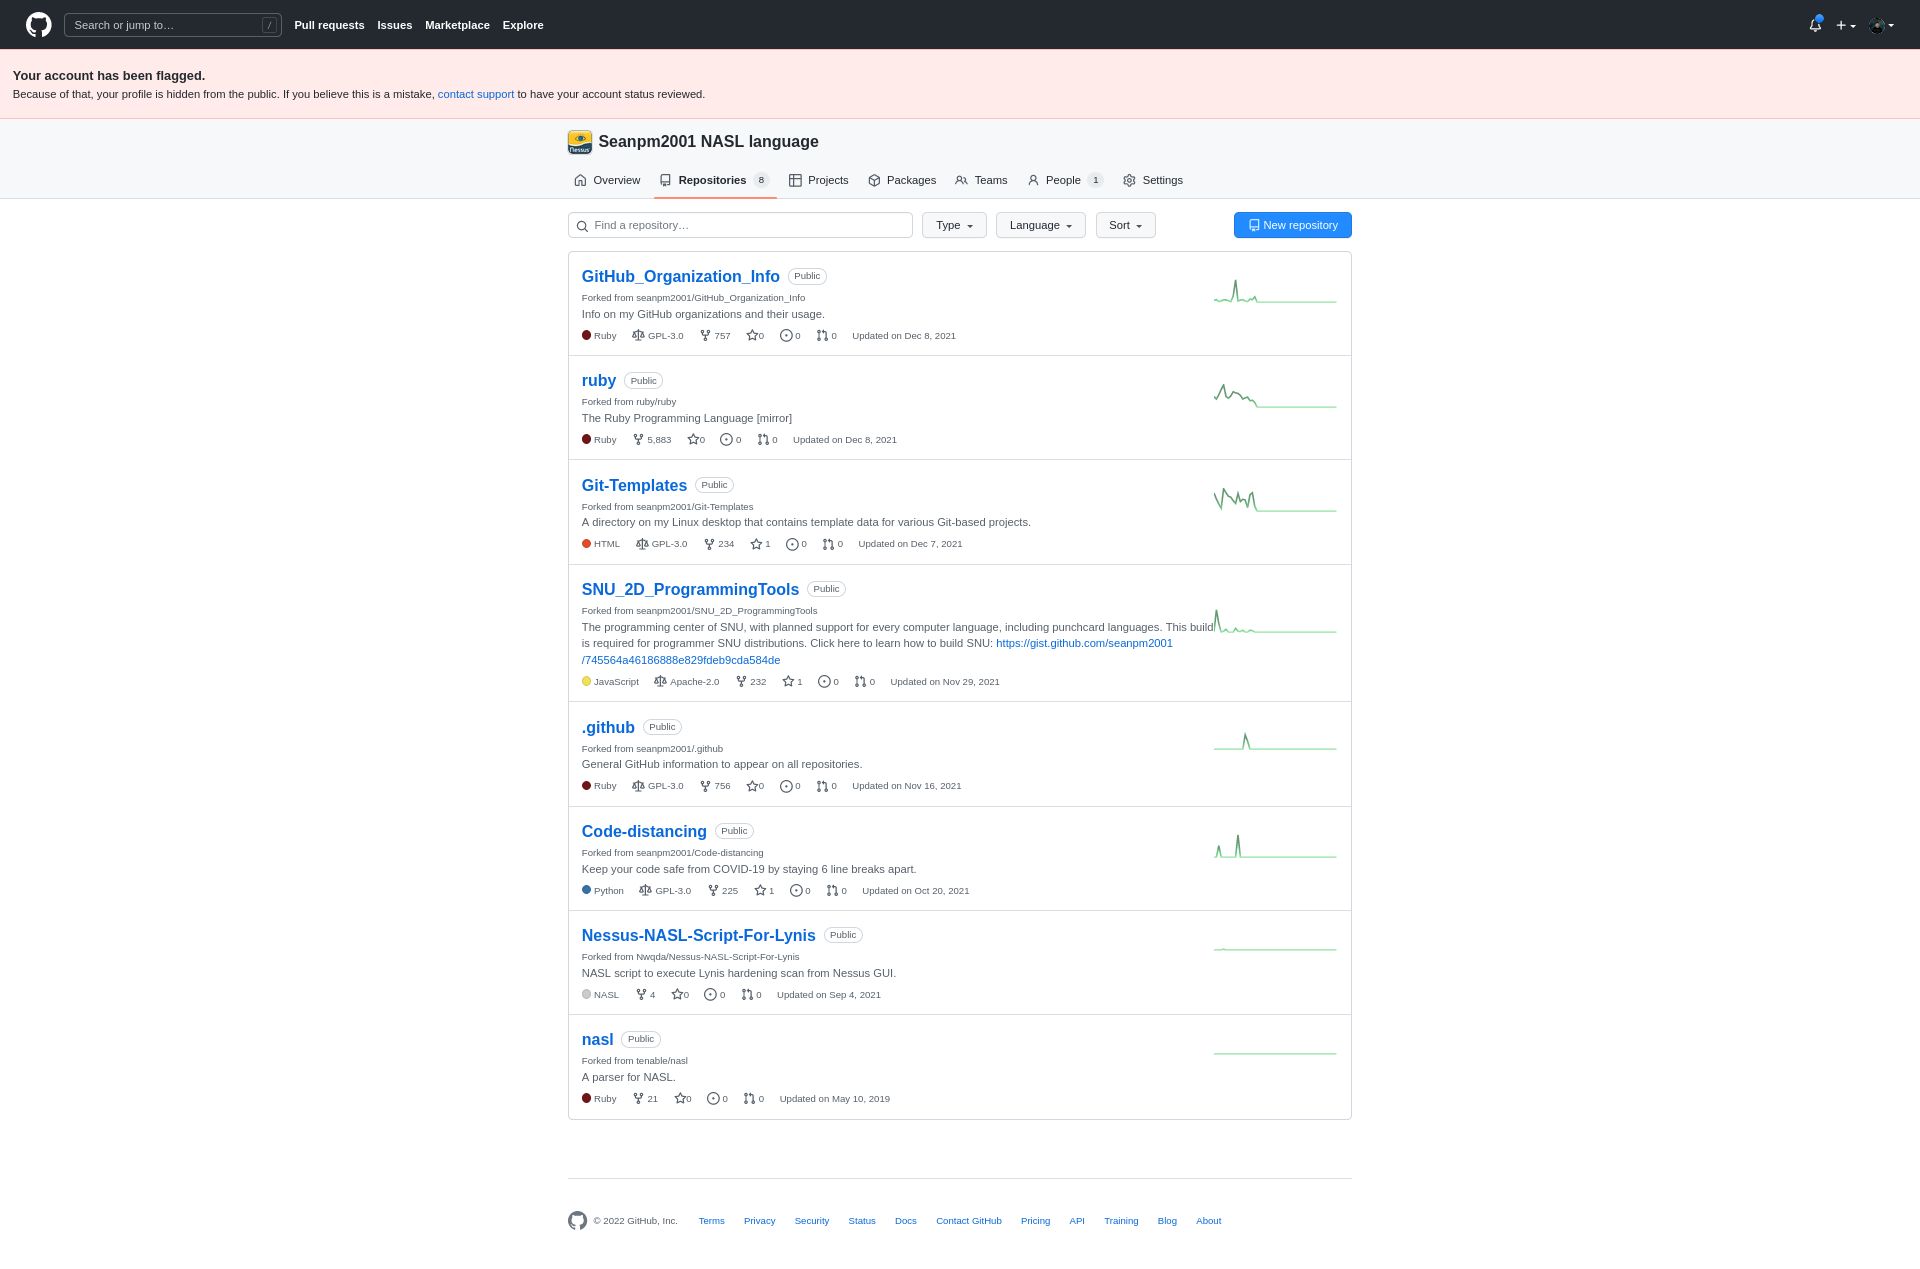 Search or jump to…
/
Pull requests
Issues
Marketplace
Explore
Your account has been flagged.
Because of that, your profile is hidden from the public. If you believe this is a mistake, contact support to have your account status reviewed.
Nessus
Seanpm2001 NASL language
Overview
Repositories 8
Projects
Packages
Teams
People 1
Settings
Find a repository…
Type
Language
Sort
New repository
GitHub_Organization_Info Public
Forked from seanpm2001/GitHub_Organization_Info
Info on my GitHub organizations and their usage.
Ruby GPL-3.0 757 0 0 0 Updated on Dec 8, 2021
ruby Public
Forked from ruby/ruby
The Ruby Programming Language [mirror]
Ruby 5,883 0 0 0 Updated on Dec 8, 2021
Git-Templates Public
Forked from seanpm2001/Git-Templates
A directory on my Linux desktop that contains template data for various Git-based projects.
HTML GPL-3.0 234 1 0 0 Updated on Dec 7, 2021
SNU_2D_ProgrammingTools Public
Forked from seanpm2001/SNU_2D_ProgrammingTools
The programming center of SNU, with planned support for every computer language, including punchcard languages. This build
is required for programmer SNU distributions. Click here to learn how to build SNU: https://gist.github.com/seanpm2001
/745564a46186888e829fdeb9cda584de
JavaScript Apache-2.0 232 1 0 0 Updated on Nov 29, 2021
.github Public
Forked from seanpm2001/.github
General GitHub information to appear on all repositories.
Ruby GPL-3.0 756 0 0 0 Updated on Nov 16, 2021
Code-distancing Public
Forked from seanpm2001/Code-distancing
Keep your code safe from COVID-19 by staying 6 line breaks apart.
Python GPL-3.0 225 1 0 0 Updated on Oct 20, 2021
Nessus-NASL-Script-For-Lynis Public
Forked from Nwqda/Nessus-NASL-Script-For-Lynis
NASL script to execute Lynis hardening scan from Nessus GUI.
NASL 4 0 0 0 Updated on Sep 4, 2021
nasl Public
Forked from tenable/nasl
A parser for NASL.
Ruby 21 0 0 0 Updated on May 10, 2019
© 2022 GitHub, Inc.
Terms
Privacy
Security
Status
Docs
Contact GitHub
Pricing
API
Training
Blog
About